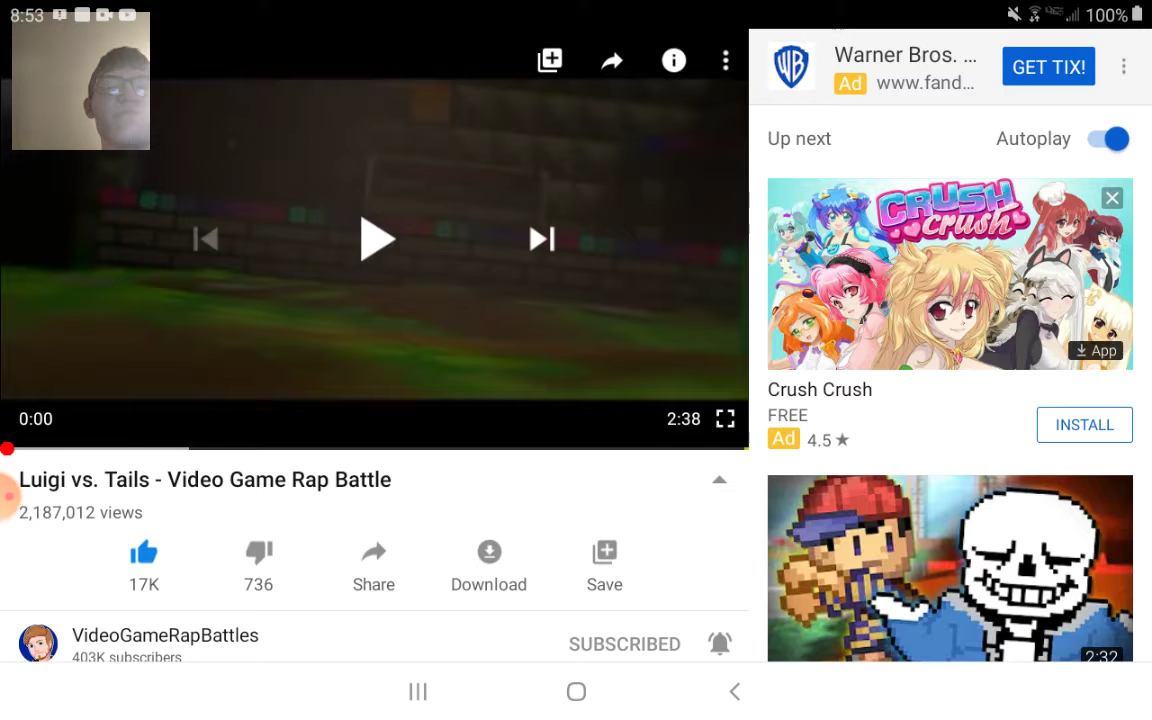 8:53
100%
Warner Bros. ...
Ad www.fand...
GET TIX!
Up next
Autoplay
CRUSH
crush
App
Crush Crush
FREE
Ad 4.5 ★
INSTALL
0:00
2:38
Luigi vs. Tails - Video Game Rap Battle
2,187,012 views
17K
736
Share
Download
Save
VideoGameRapBattles
403K subscribers
SUBSCRIBED
2:32